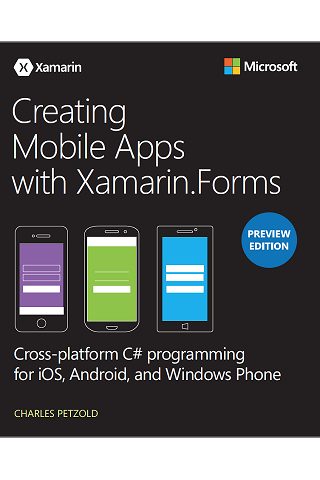 Xamarin
Microsoft
Creating
Mobile Apps
with Xamarin.Forms
PREVIEW
EDITION
Cross-platform C# programming
for iOS, Android, and Windows Phone
CHARLES PETZOLD